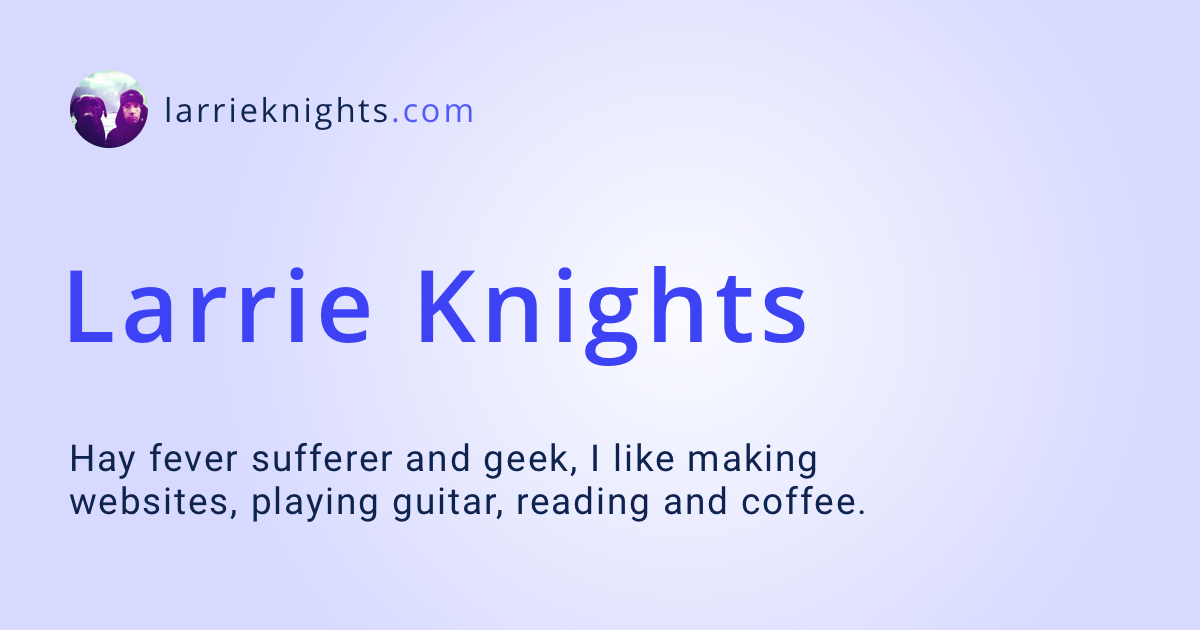 larrieknights.com
Larrie Knights
Hay fever sufferer and geek, I like making
websites, playing guitar, reading and coffee.